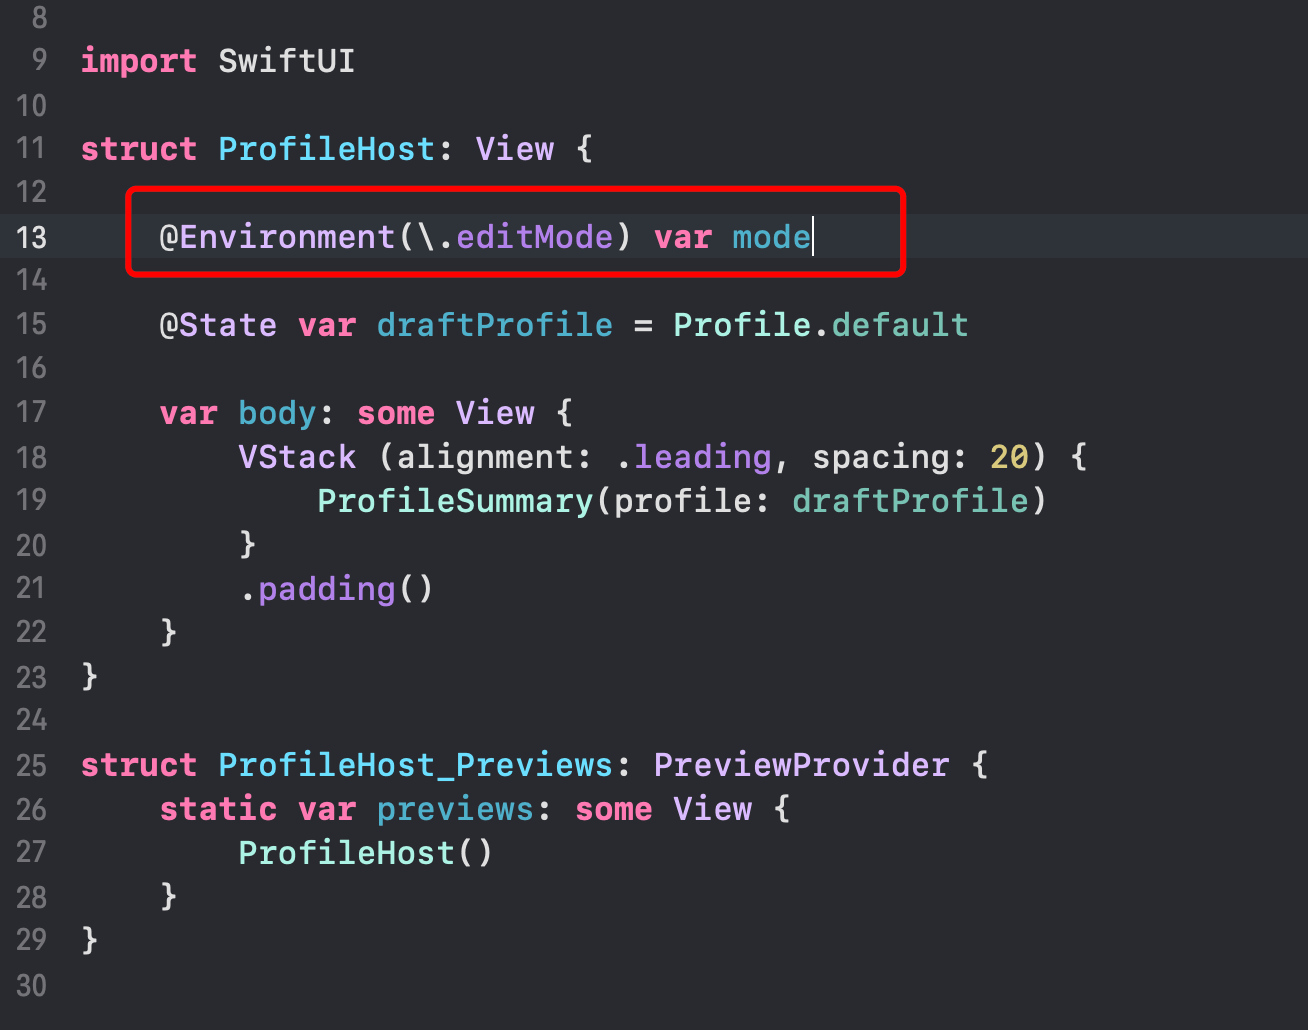 8
9 import SwiftUI
10
11 struct ProfileHost: View {
12
13     @Environment(\.editMode) var mode
14
15     @State var draftProfile = Profile.default
16
17     var body: some View {
18         VStack (alignment: .leading, spacing: 20) {
19             ProfileSummary(profile: draftProfile)
20         }
21         .padding()
22     }
23 }
24
25 struct ProfileHost_Previews: PreviewProvider {
26     static var previews: some View {
27         ProfileHost()
28     }
29 }
30